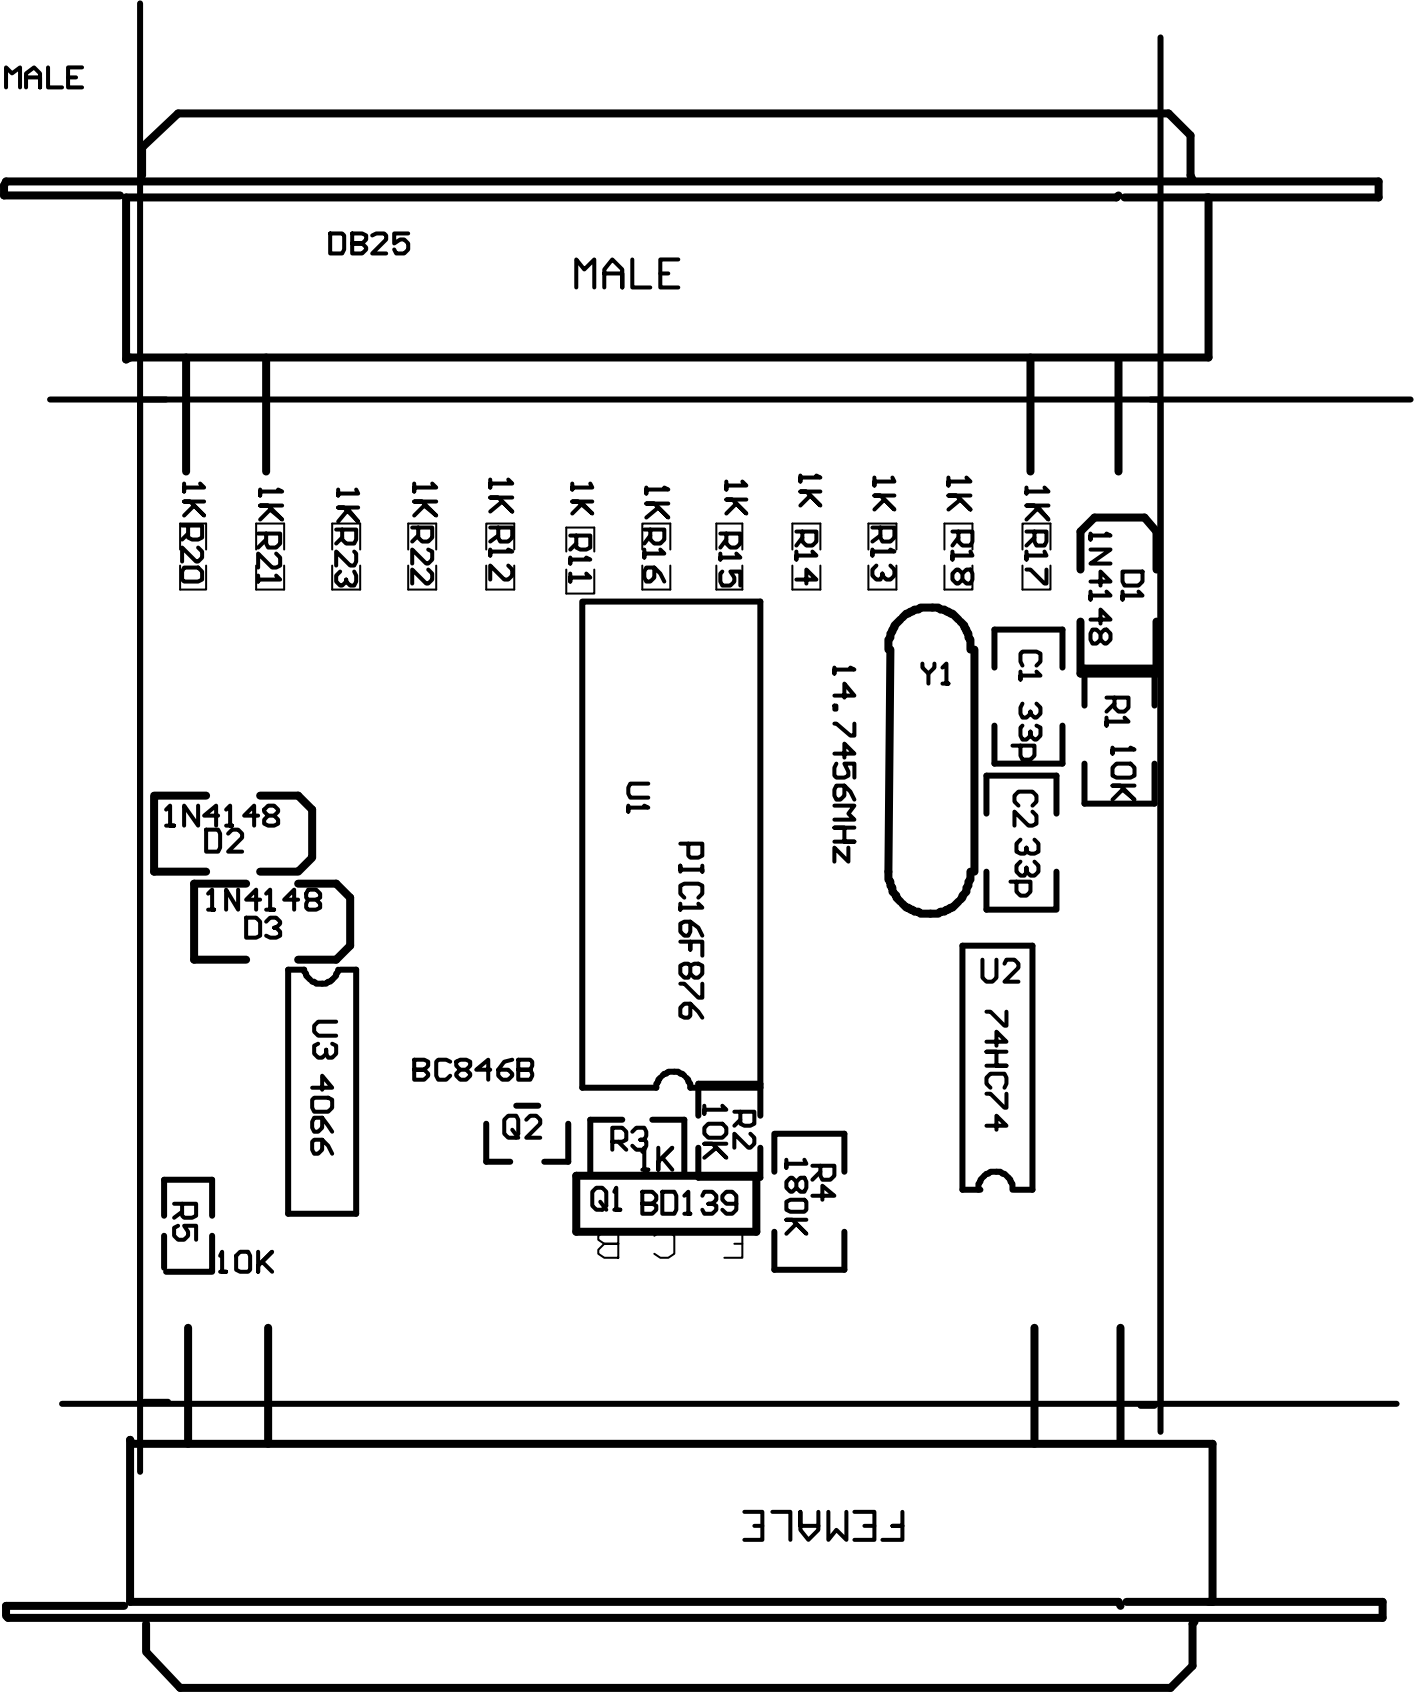 MALE
DB25
MALE
1K R20
1K R21
1K R23
1K R22
1K R12
1K R11
1K R16
1K R15
1K R14
1K R13
1K R18
1K R17
D1
1N4148
C1 33p
R1 10K
Y1
14.7456MHz
C2 33p
U1
PIC16F876
1N4148
D2
1N4148
D3
U2 74HC74
U3 4066
BC846B
Q2
R3
1K
R2
10K
R4
180K
Q1 BD139
R5
10K
FEMALE